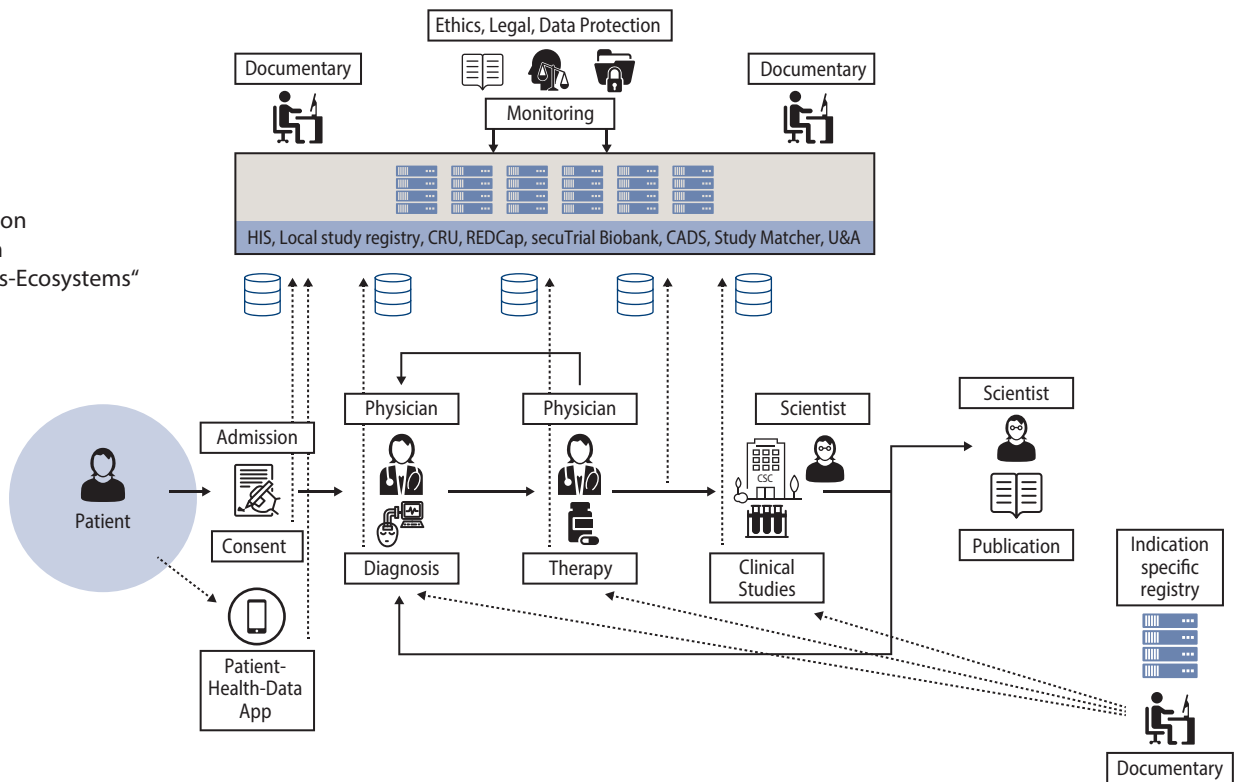 Ethics, Legal, Data Protection
Documentary
Documentary
Monitoring
HIS, Local study registry, CRU, REDCap, secuTrial Biobank, CADS, Study Matcher, U&A
on
s-Ecosystems“
Physician
Physician
Scientist
Scientist
Admission
CSC
Patient
Consent
Diagnosis
Therapy
Clinical
Studies
Publication
Indication
specific
registry
Patient-
Health-Data
App
Documentary